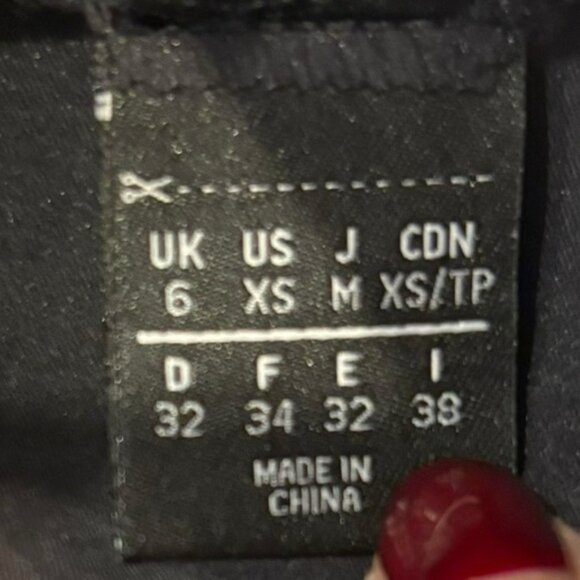 UK US J CDN
6 XS M XS/TP
D F E I
32 34 32 38
MADE IN
CHINA